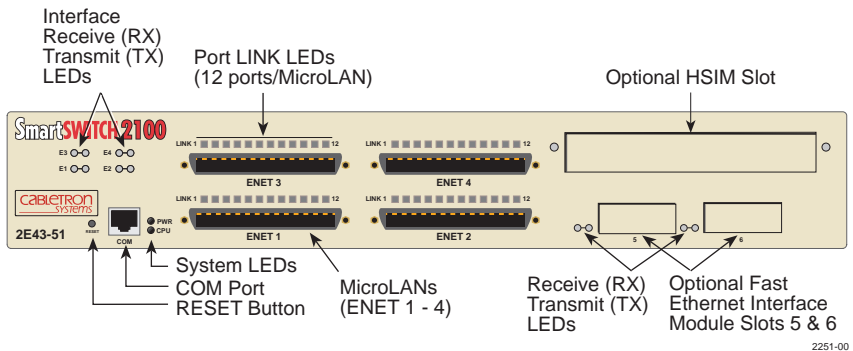 Interface
Receive (RX)
Transmit (TX)
LEDs
Port LINK LEDs
(12 ports/MicroLAN)
Optional HSIM Slot
SmartSWITCH 2100
E3
E4
E1
E2
LINK 1
12
ENET 3
LINK 1
12
ENET 4
LINK 1
12
ENET 1
LINK 1
12
ENET 2
CABLETRON
SYSTEMS
2E43-51
RESET
COM
PWR
CPU
5
6
System LEDs
COM Port
RESET Button
MicroLANs
(ENET 1 - 4)
Receive (RX)
Transmit (TX)
LEDs
Optional Fast
Ethernet Interface
Module Slots 5 & 6
2251-00